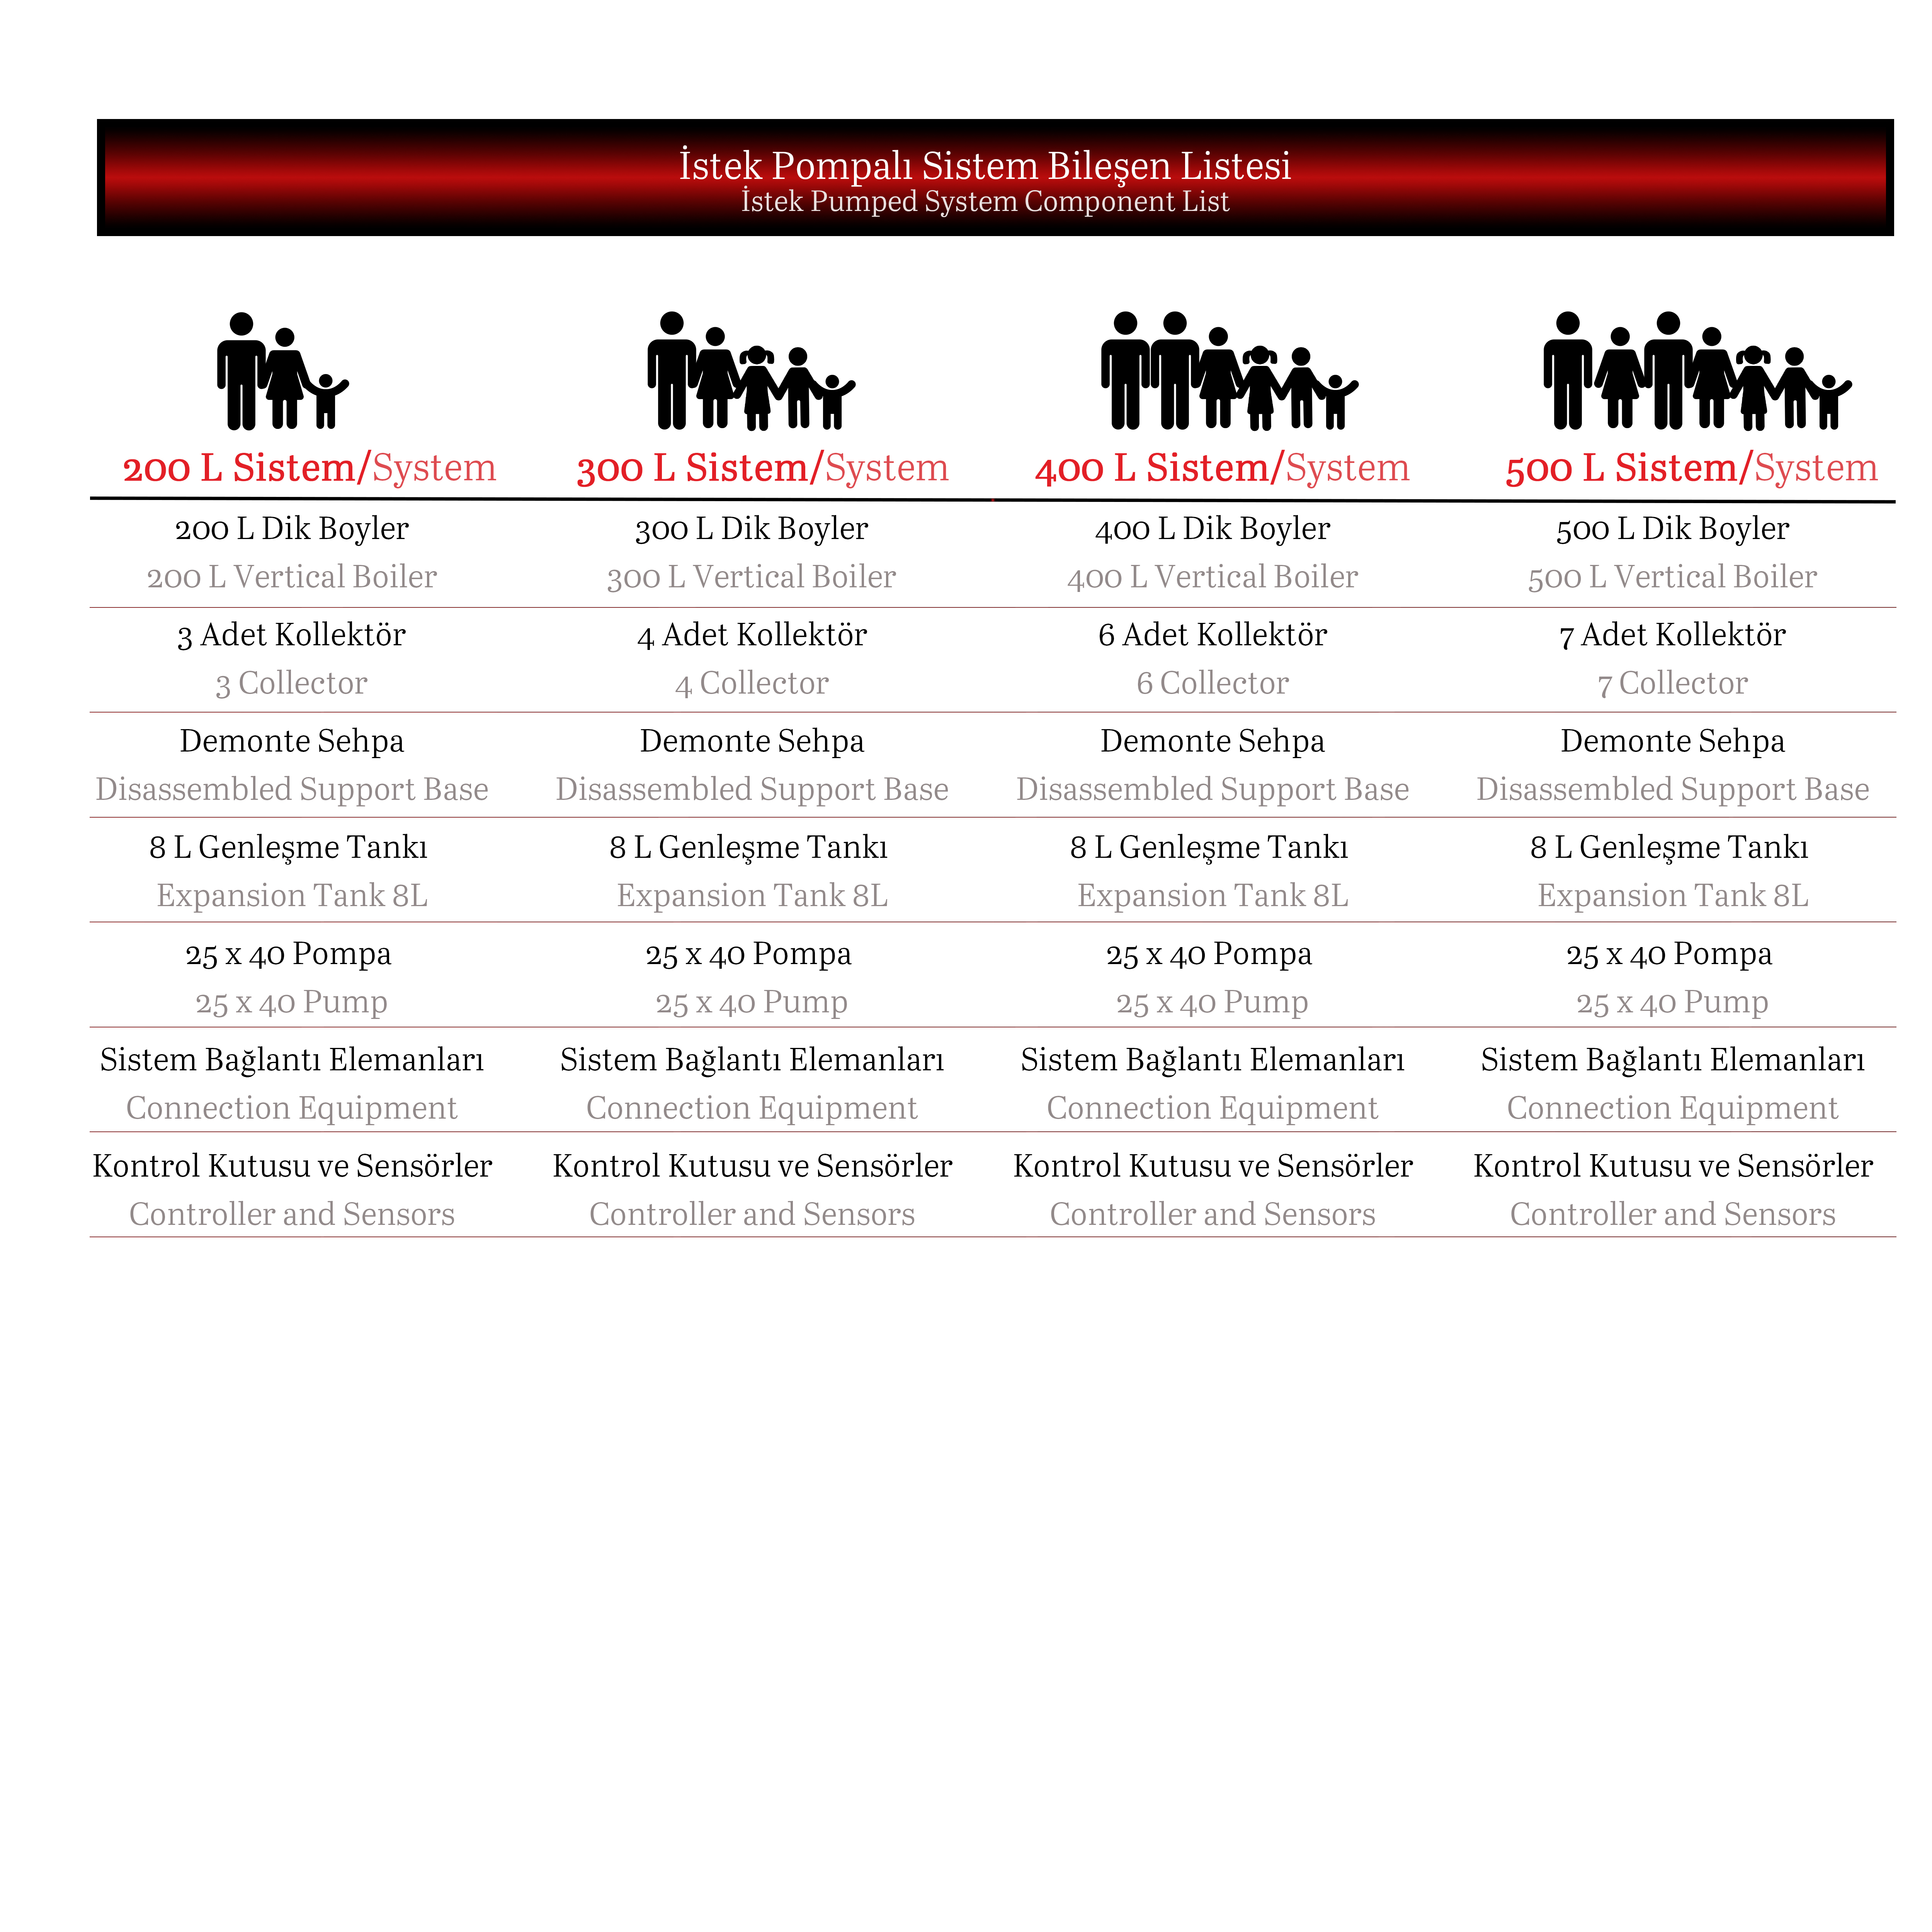 İstek Pompalı Sistem Bileşen Listesi
İstek Pumped System Component List
200 L Sistem/System 300 L Sistem/System 400 L Sistem/System 500 L Sistem/System
200 L Dik Boyler 300 L Dik Boyler 400 L Dik Boyler 500 L Dik Boyler
200 L Vertical Boiler 300 L Vertical Boiler 400 L Vertical Boiler 500 L Vertical Boiler
3 Adet Kollektör 4 Adet Kollektör 6 Adet Kollektör 7 Adet Kollektör
3 Collector 4 Collector 6 Collector 7 Collector
Demonte Sehpa Demonte Sehpa Demonte Sehpa Demonte Sehpa
Disassembled Support Base Disassembled Support Base Disassembled Support Base Disassembled Support Base
8 L Genleşme Tankı 8 L Genleşme Tankı 8 L Genleşme Tankı 8 L Genleşme Tankı
Expansion Tank 8L Expansion Tank 8L Expansion Tank 8L Expansion Tank 8L
25 x 40 Pompa 25 x 40 Pompa 25 x 40 Pompa 25 x 40 Pompa
25 x 40 Pump 25 x 40 Pump 25 x 40 Pump 25 x 40 Pump
Sistem Bağlantı Elemanları Sistem Bağlantı Elemanları Sistem Bağlantı Elemanları Sistem Bağlantı Elemanları
Connection Equipment Connection Equipment Connection Equipment Connection Equipment
Kontrol Kutusu ve Sensörler Kontrol Kutusu ve Sensörler Kontrol Kutusu ve Sensörler Kontrol Kutusu ve Sensörler
Controller and Sensors Controller and Sensors Controller and Sensors Controller and Sensors